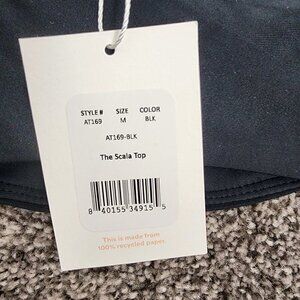 STYLE # SIZE COLOR
AT169 M BLK
AT169-BLK
The Scala Top
8 40155 34915 5
This is made from
100% recycled paper.